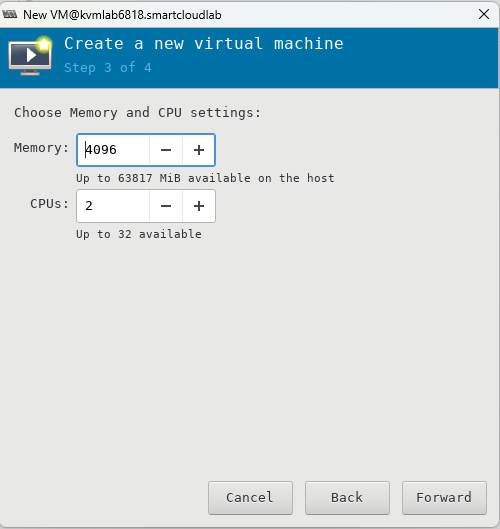 New VM@kvmlab6818.smartcloudlab
Create a new virtual machine
Step 3 of 4
Choose Memory and CPU settings:
Memory: 4096
Up to 63817 MiB available on the host
CPUs: 2
Up to 32 available
Cancel Back Forward